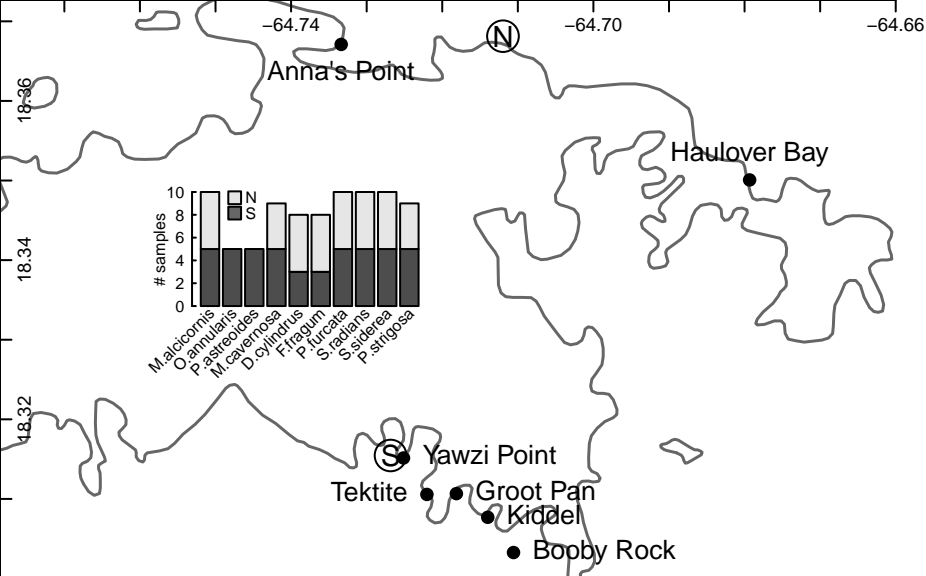 −64.74
−64.70
−64.66
N
Anna's Point
18.36
Haulover Bay
10
8
6
4
2
0
# samples
N
S
M.alcicornis
O.annularis
P.astreoides
M.cavernosa
D.cylindrus
F.fragum
P.furcata
S.radians
S.siderea
P.strigosa
18.34
18.32
S
Yawzi Point
Tektite
Groot Pan
Kiddel
Booby Rock